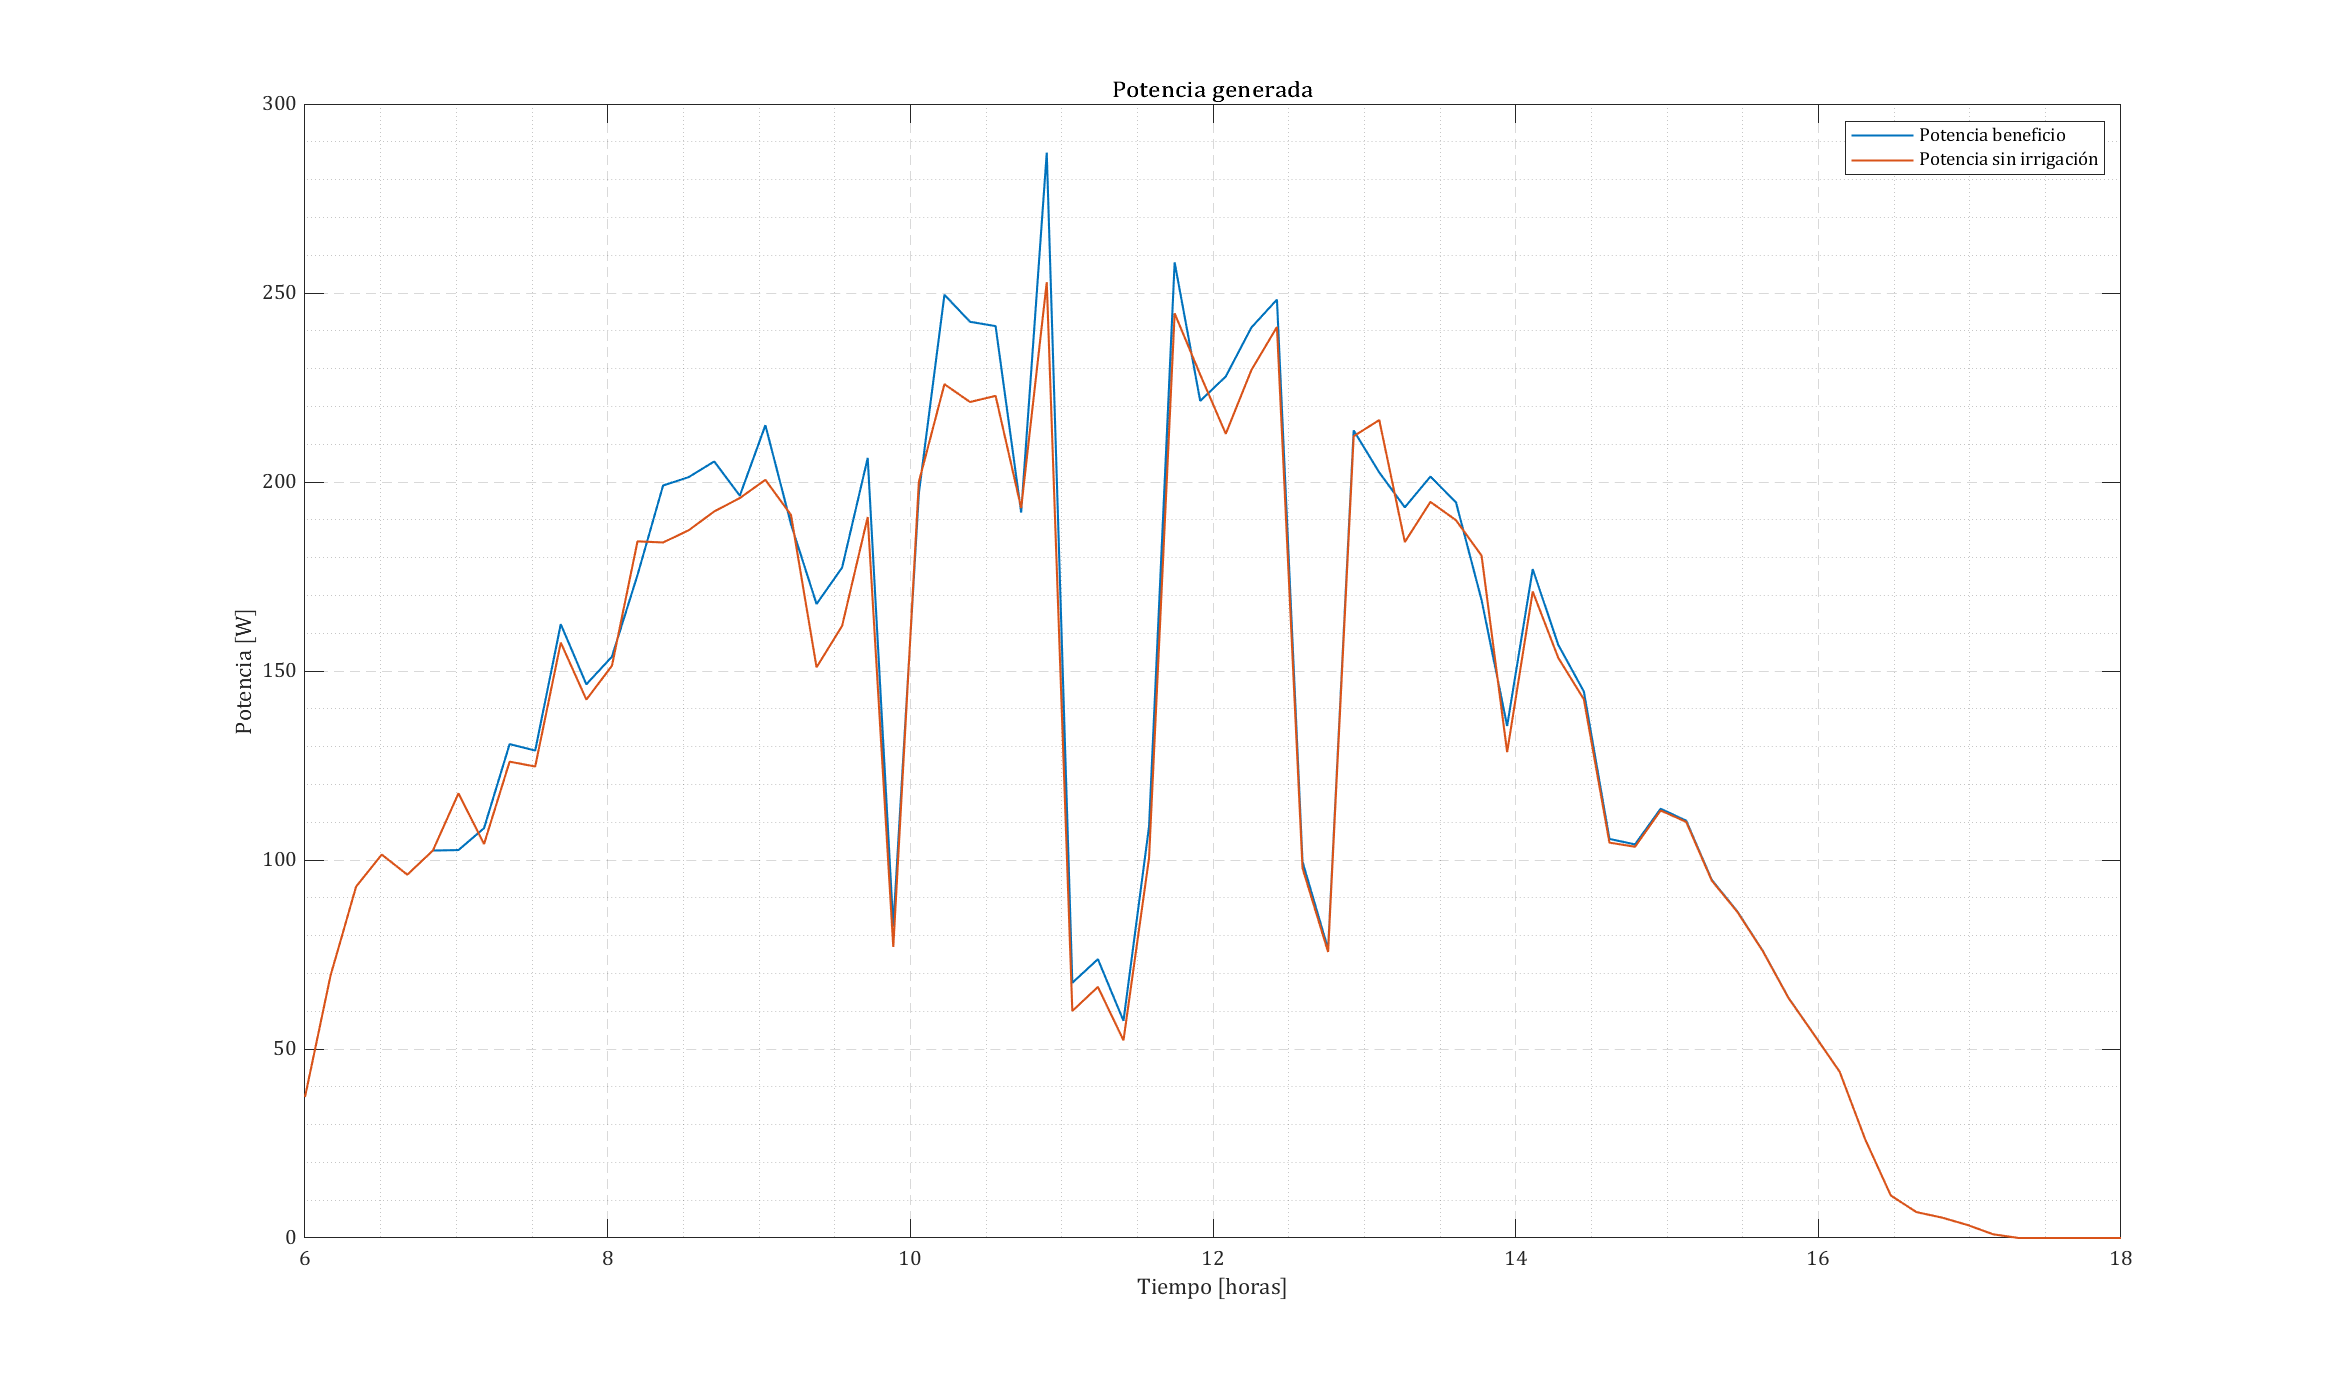 Potencia generada
300
250
200
150
100
50
0
Potencia [W]
Potencia beneficio
Potencia sin irrigación
6 8 10 12 14 16 18
Tiempo [horas]